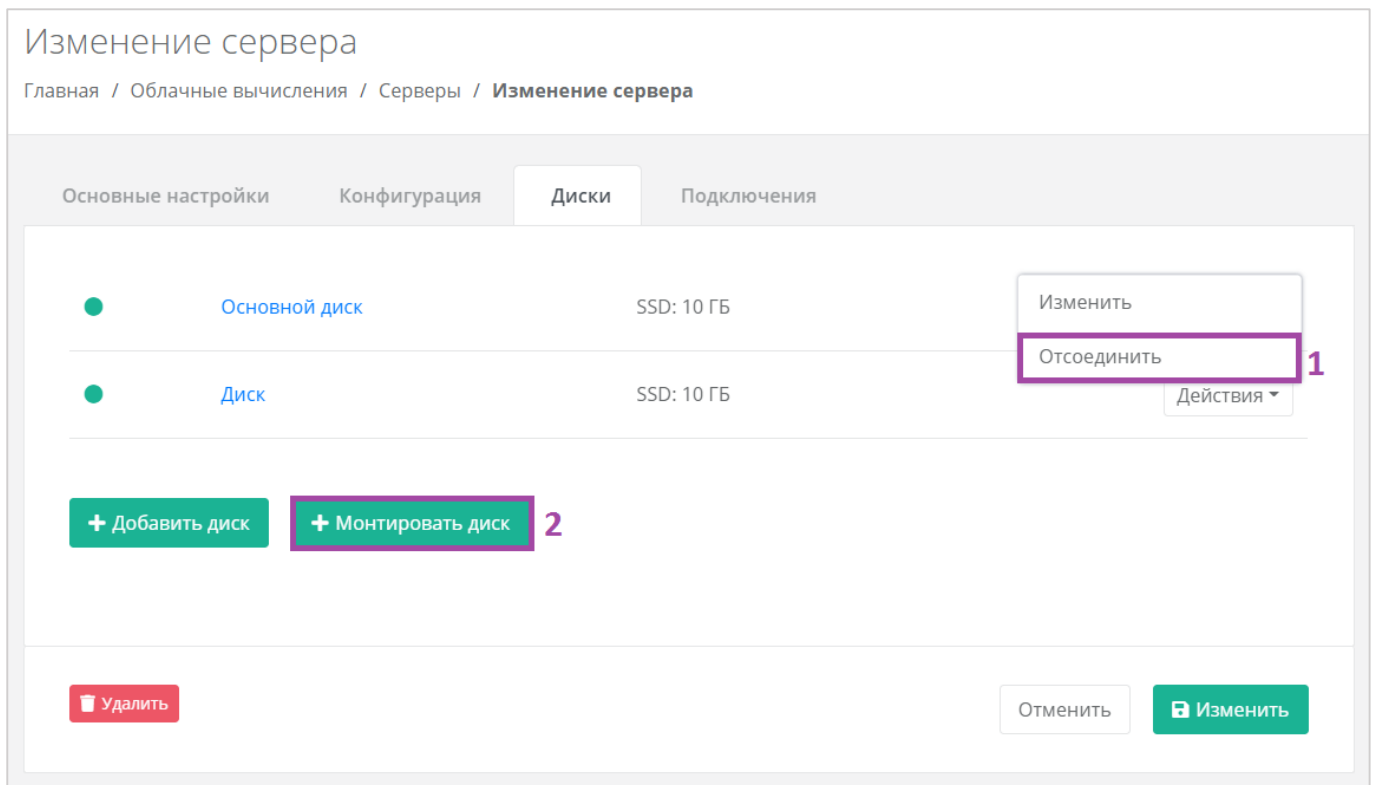 Изменение сервера
Главная / Облачные вычисления / Серверы / Изменение сервера
Основные настройки Конфигурация Диски Подключения
Основной диск SSD: 10 ГБ Изменить
Отсоединить 1
Диск SSD: 10 ГБ Действия
+ Добавить диск + Монтировать диск 2
Удалить Отменить Изменить